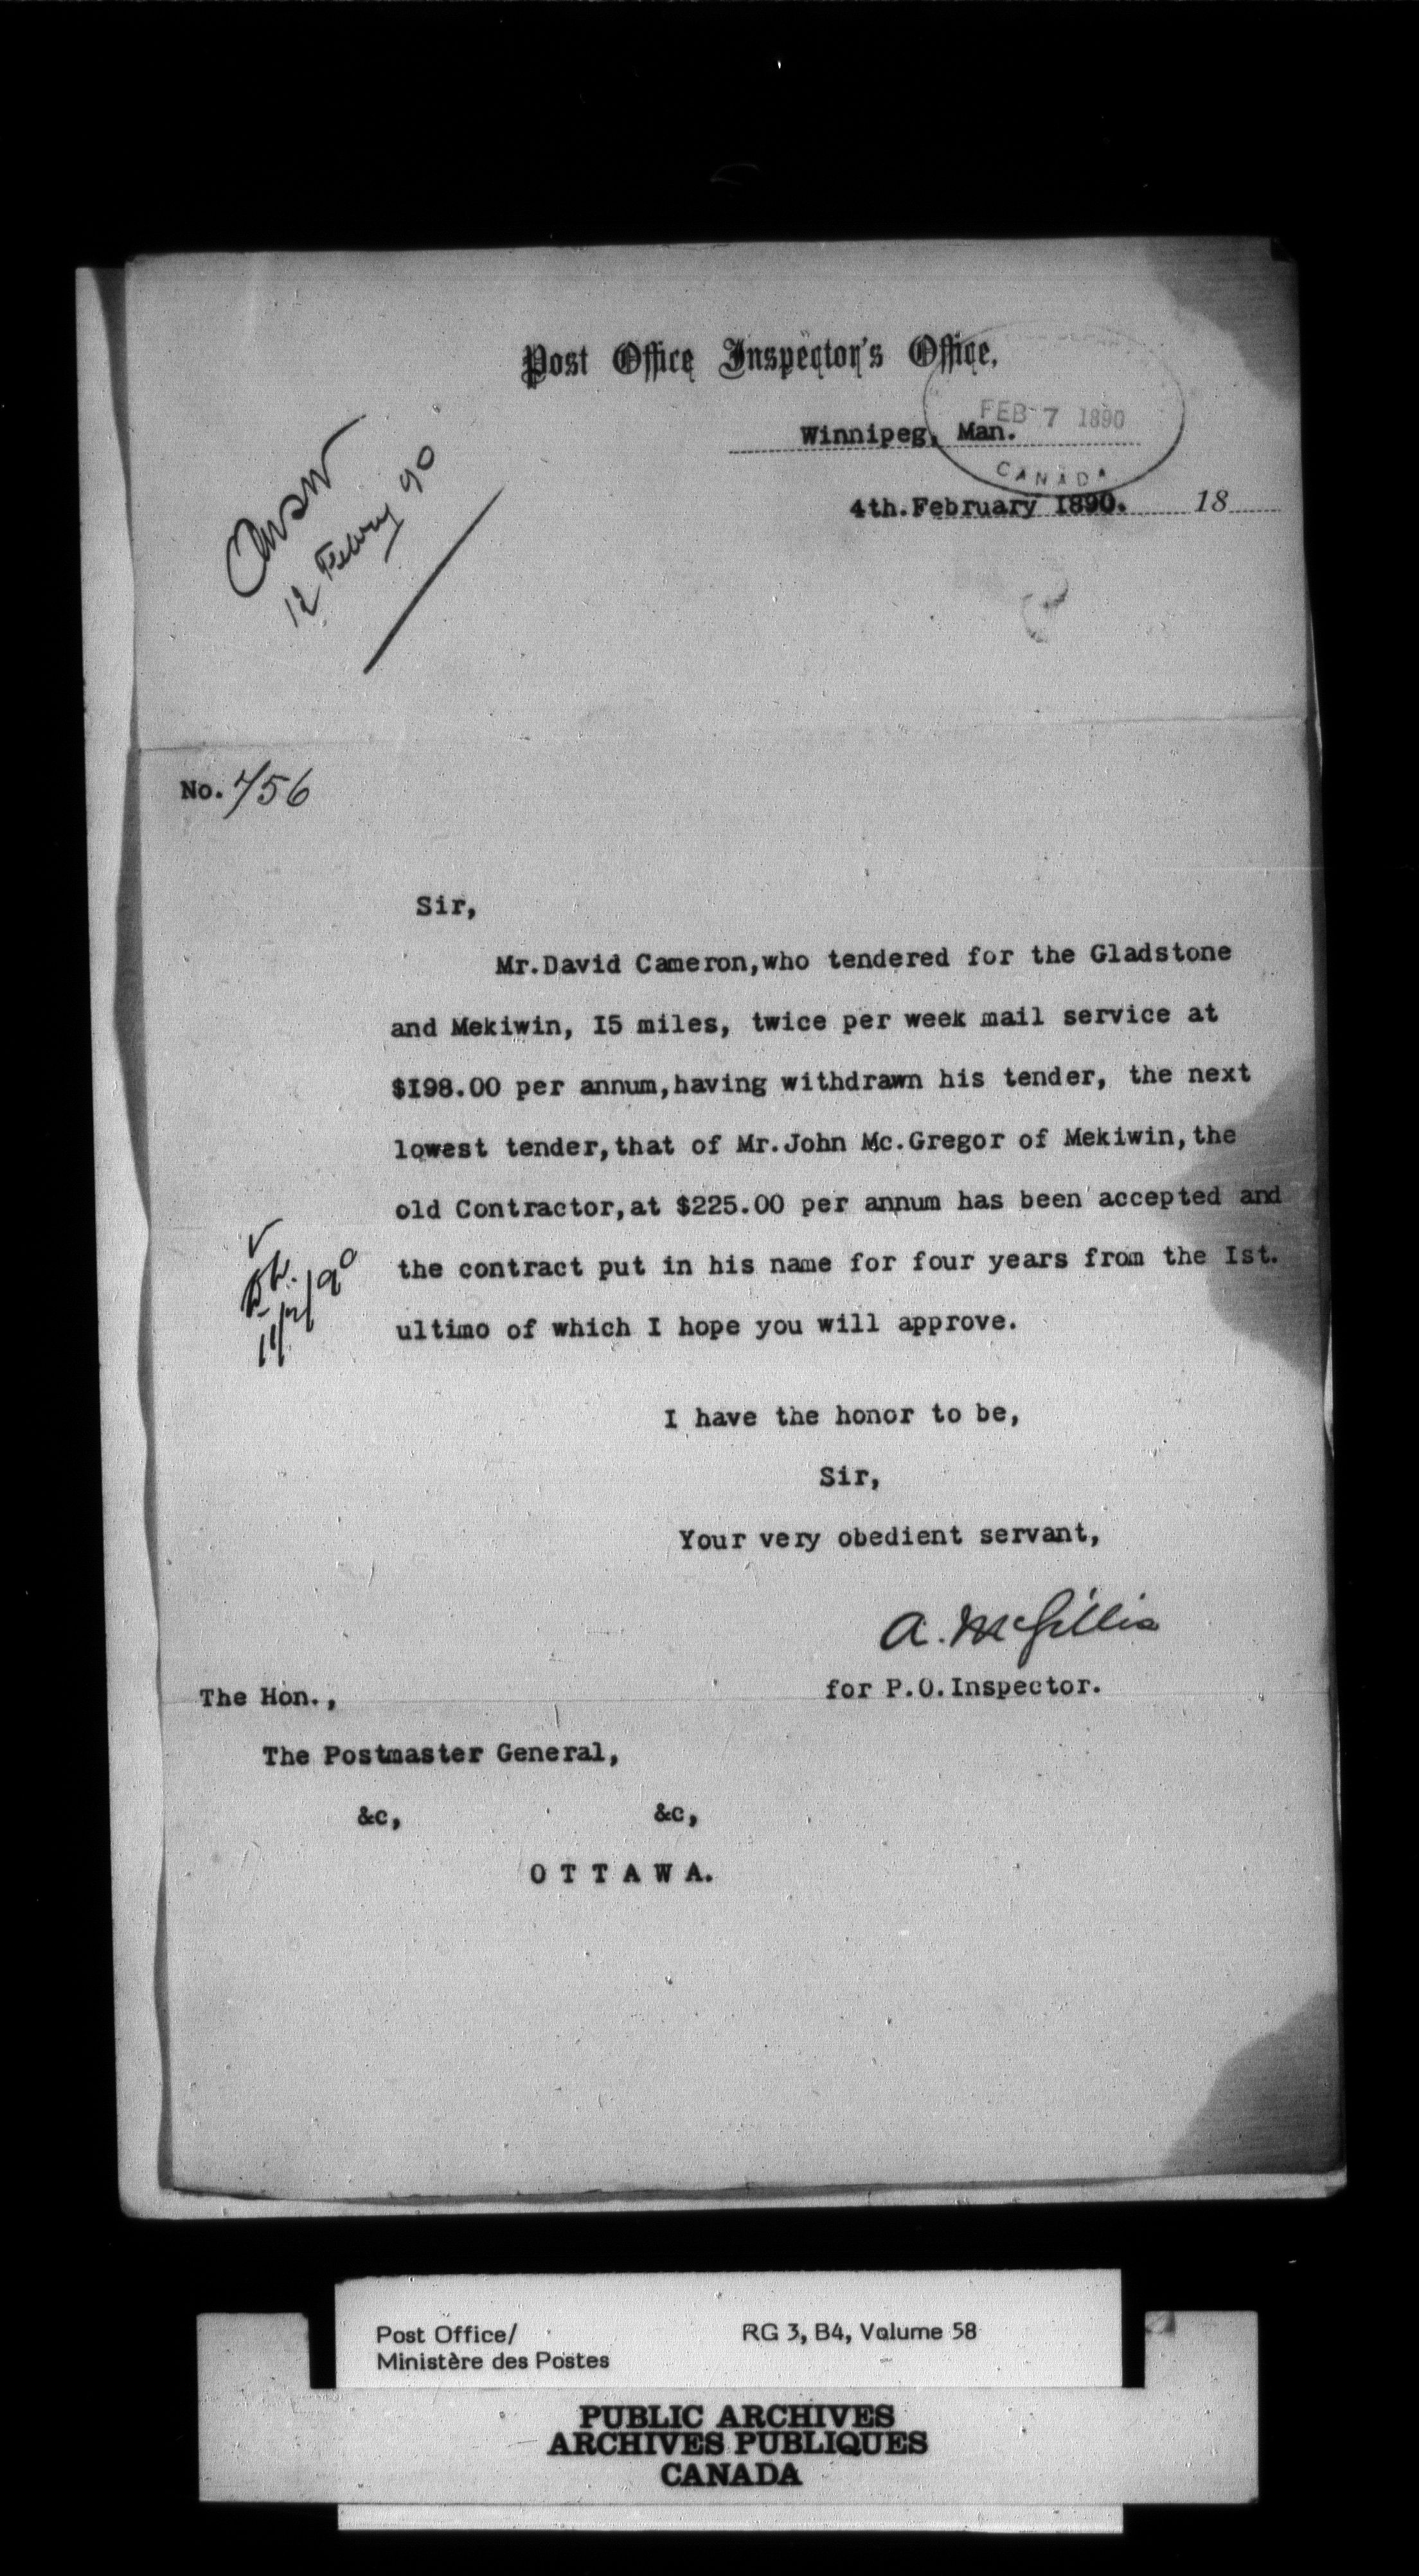 Post Office Inspector's Office,
FEB 7 1890
CANADA
Winnipeg, Man.
4th.February 1890. 18
Answ
12 Febry 90
No. 756
Sir,
Mr.David Cameron,who tendered for the Gladstone
and Mekiwin, I5 miles, twice per week mail service at
$I98.00 per annum,having withdrawn his tender, the next
lowest tender,that of Mr.John Mc.Gregor of Mekiwin,the
old Contractor,at $225.00 per annum has been accepted and
the contract put in his name for four years from the Ist.
ultimo of which I hope you will approve.
11/2/90
I have the honor to be,
Sir,
Your very obedient servant,
A. McGillis
for P.O.Inspector.
The Hon.,
The Postmaster General,
&c, &c,
O T T A W A.
Post Office/ RG 3, B4, Volume 58
Ministère des Postes
PUBLIC ARCHIVES
ARCHIVES PUBLIQUES
CANADA